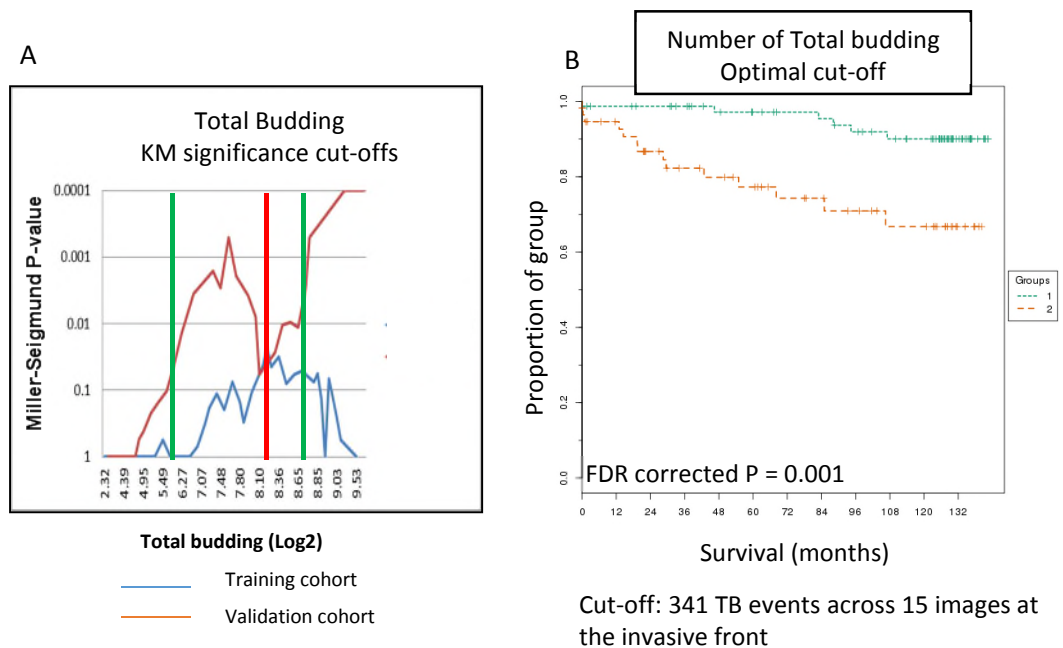 A
Total Budding
KM significance cut-offs
Miller-Seigmund P-value
0.0001
0.001
0.01
0.1
1
2.32
4.39
4.95
5.49
6.27
7.07
7.48
7.80
8.10
8.36
8.65
8.85
9.03
9.53
Total budding (Log2)
Training cohort
Validation cohort
B
Number of Total budding
Optimal cut-off
Proportion of group
1.0
0.8
0.6
0.4
0.2
0.0
FDR corrected P = 0.001
0 12 24 36 48 60 72 84 96 108 132
Survival (months)
Groups
1
2
Cut-off: 341 TB events across 15 images at
the invasive front